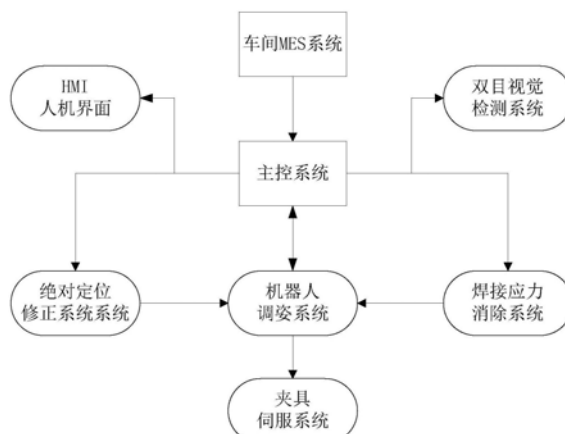 车间MES系统
HMI
人机界面
双目视觉
检测系统
主控系统
绝对定位
修正系统系统
机器人
调姿系统
焊接应力
消除系统
夹具
伺服系统